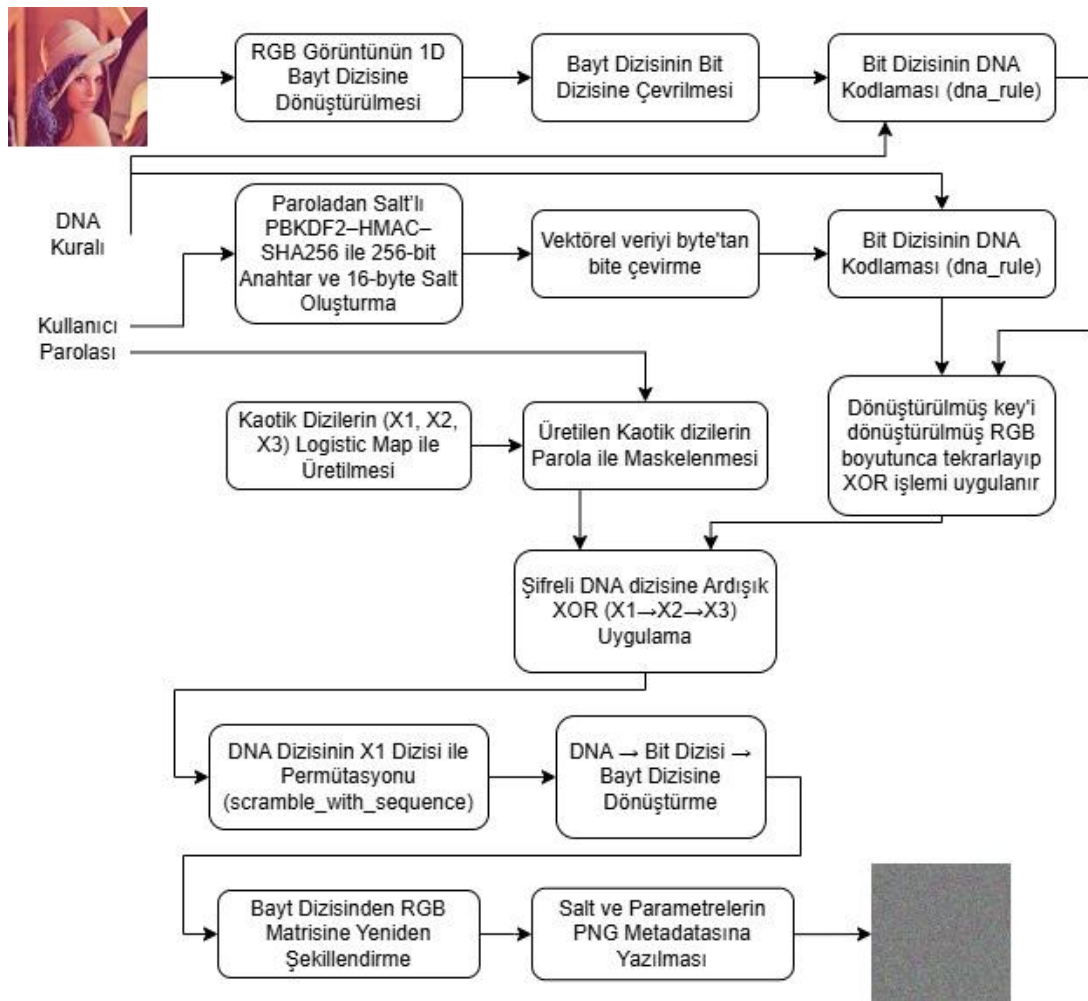 RGB Görüntünün 1D
Bayt Dizisine
Dönüştürülmesi
Bayt Dizisinin Bit
Dizisine Çevrilmesi
Bit Dizisinin DNA
Kodlaması (dna_rule)
DNA
Kuralı
Paroladan Salt'lı
PBKDF2–HMAC–
SHA256 ile 256-bit
Anahtar ve 16-byte Salt
Oluşturma
Vektörel veriyi byte'tan
bite çevirme
Bit Dizisinin DNA
Kodlaması (dna_rule)
Kullanıcı
Parolası
Kaotik Dizilerin (X1, X2,
X3) Logistic Map ile
Üretilmesi
Üretilen Kaotik dizilerin
Parola ile Maskelenmesi
Dönüştürülmüş key'i
dönüştürülmüş RGB
boyutunca tekrarlayıp
XOR işlemi uygulanır
Şifreli DNA dizisine Ardışık
XOR (X1→X2→X3)
Uygulama
DNA Dizisinin X1 Dizisi ile
Permütasyonu
(scramble_with_sequence)
DNA → Bit Dizisi →
Bayt Dizisine
Dönüştürme
Bayt Dizisinden RGB
Matrisine Yeniden
Şekillendirme
Salt ve Parametrelerin
PNG Metadatasına
Yazılması